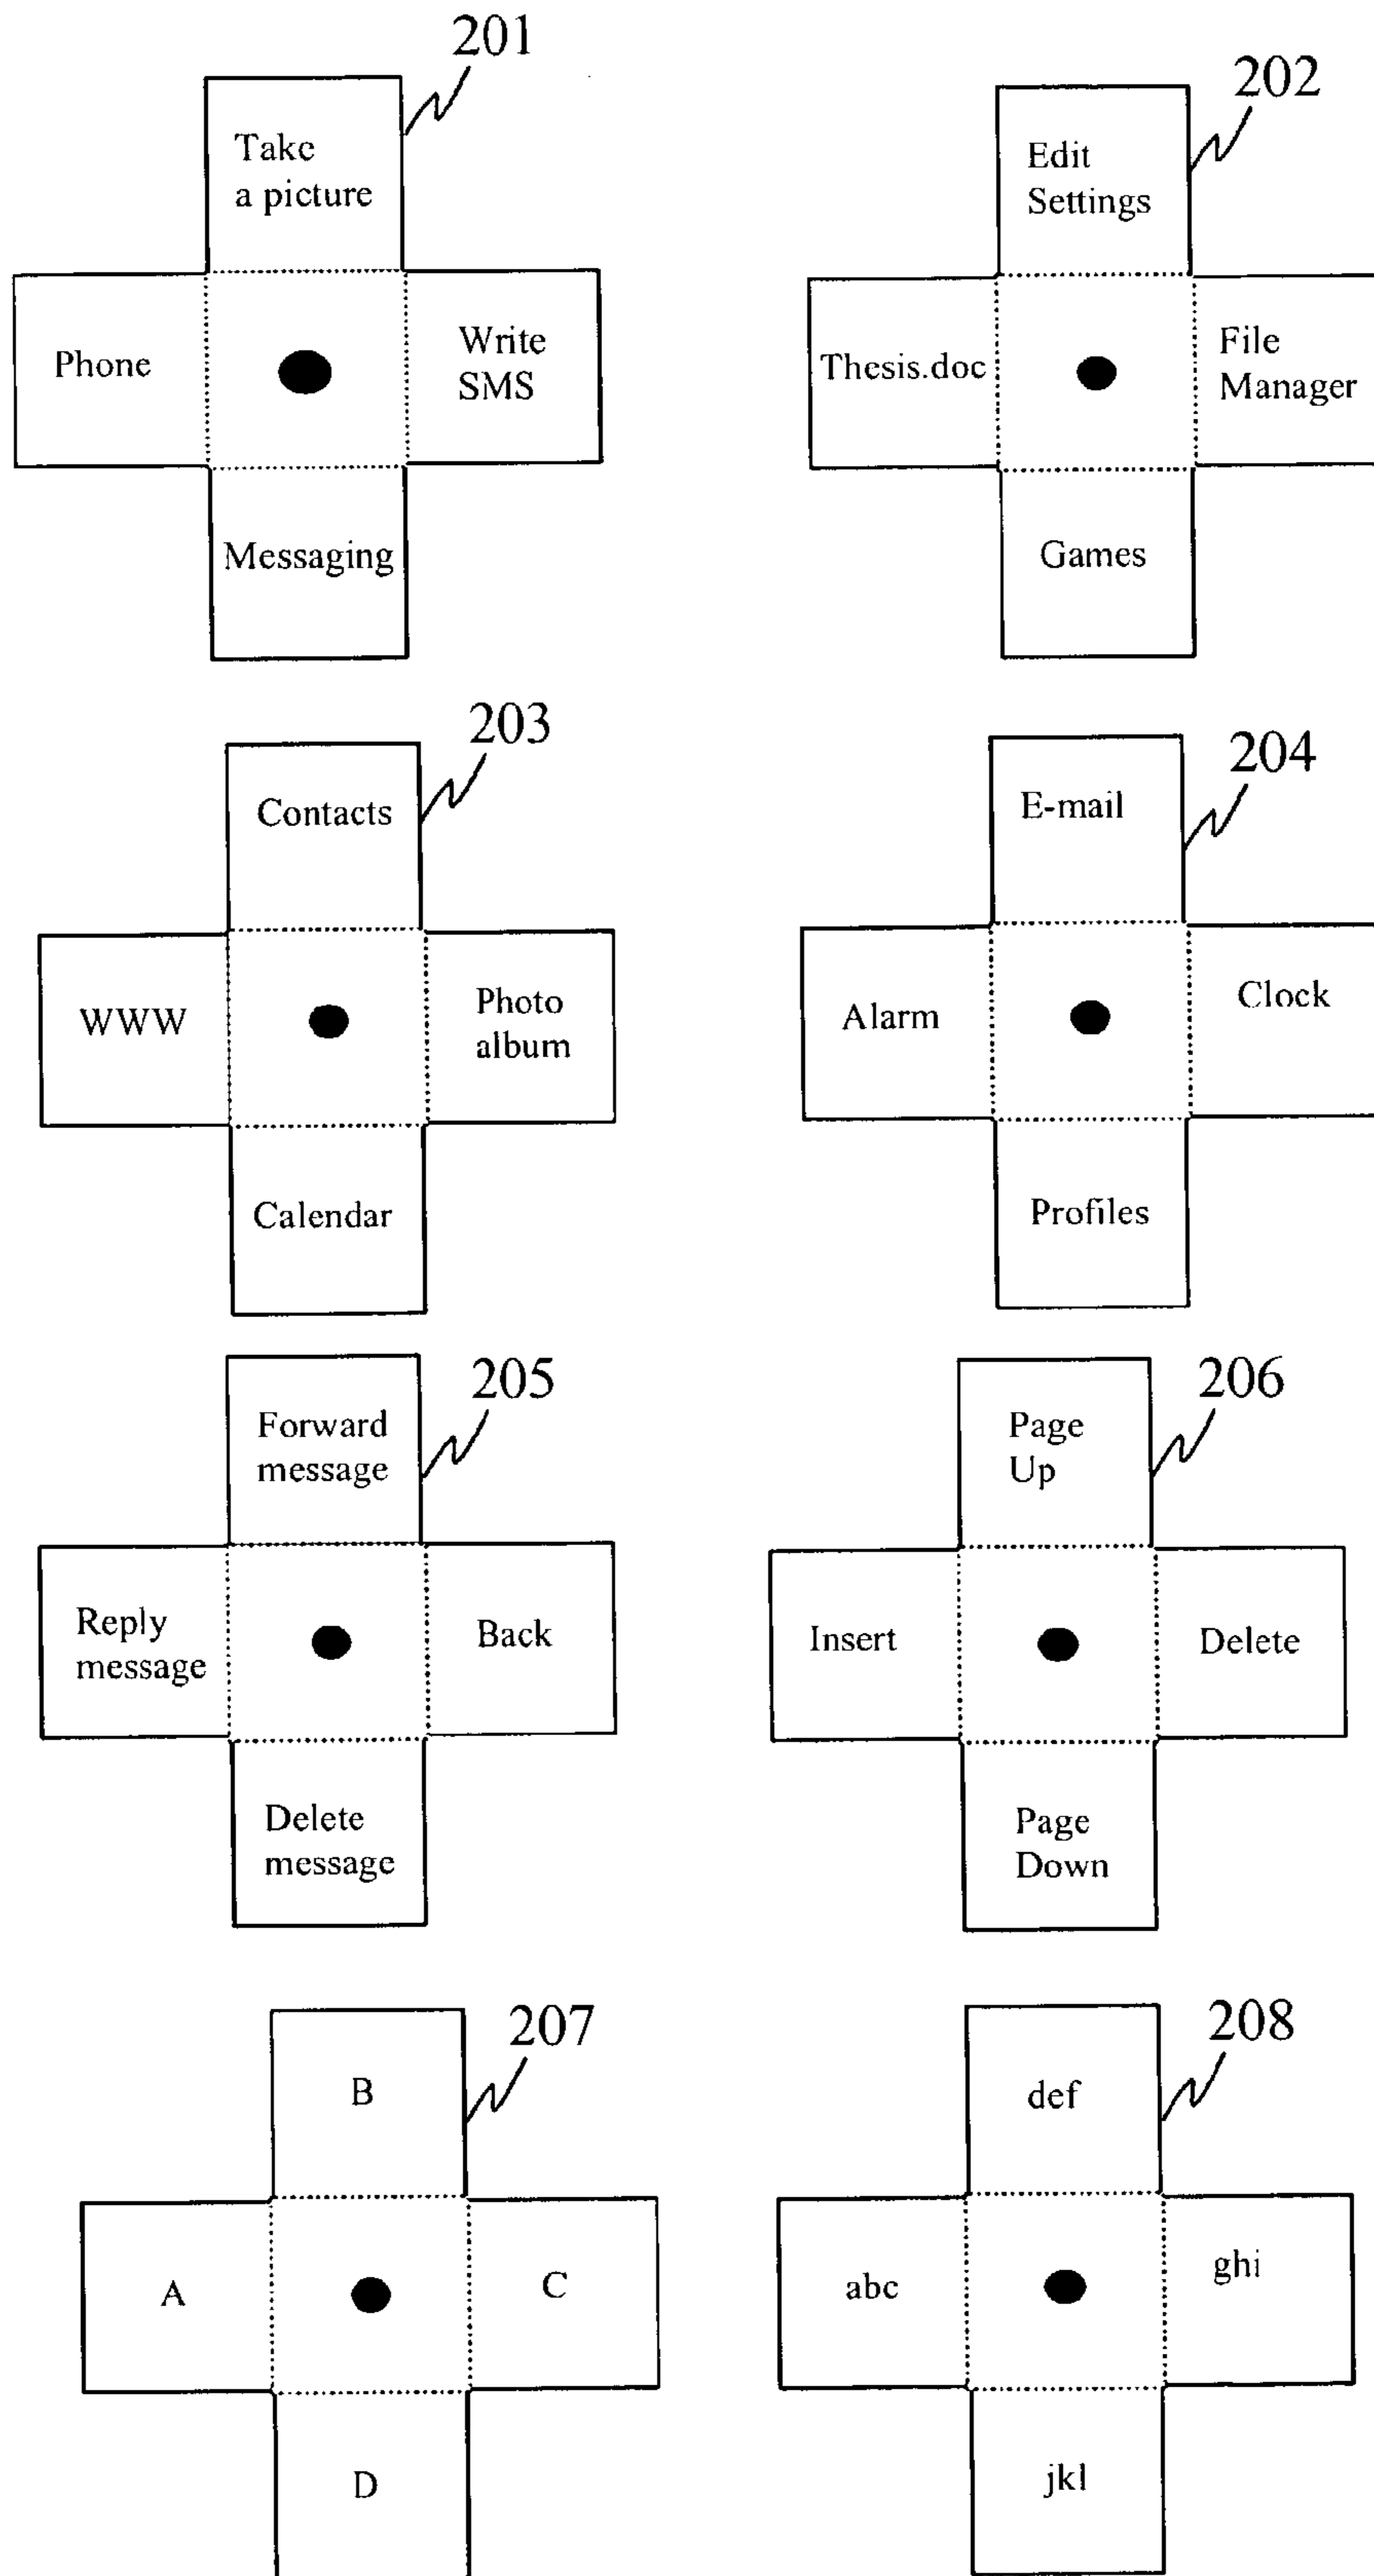 201
Take
a picture
Phone
Write
SMS
Messaging
202
Edit
Settings
Thesis.doc
File
Manager
Games
203
Contacts
WWW
Photo
album
Calendar
204
E-mail
Alarm
Clock
Profiles
205
Forward
message
Reply
message
Back
Delete
message
206
Page
Up
Insert
Delete
Page
Down
207
B
A
C
D
208
def
abc
ghi
jkl